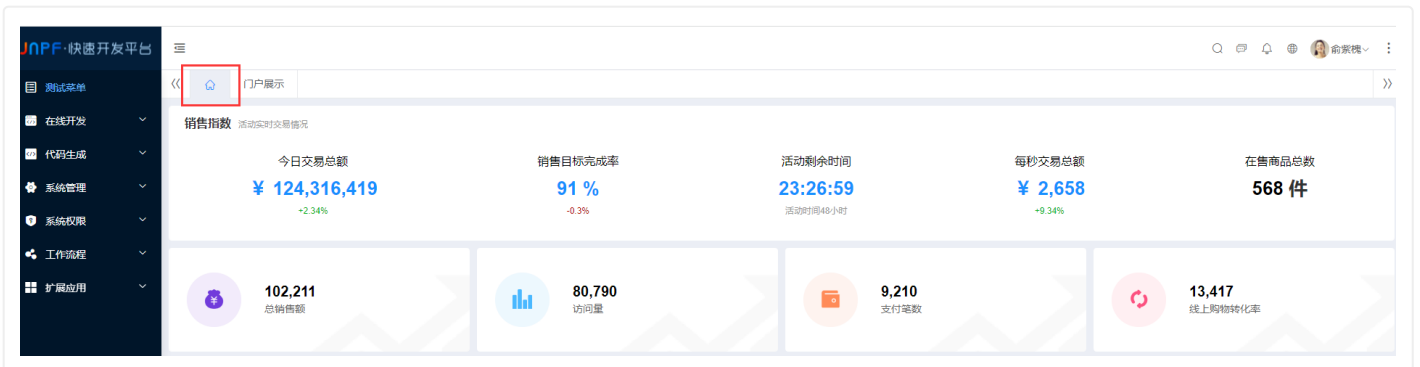 JNPF·快速开发平台
俞紫槐
测试菜单
门户展示
在线开发
代码生成
系统管理
系统权限
工作流程
扩展应用
销售指数 活动实时交易情况
今日交易总额 销售目标完成率 活动剩余时间 每秒交易总额 在售商品总数
¥ 124,316,419 91 % 23:26:59 ¥ 2,658 568 件
+2.34% -0.3% 活动时间48小时 +9.34%
102,211 80,790 9,210 13,417
总销售额 访问量 支付笔数 线上购物转化率